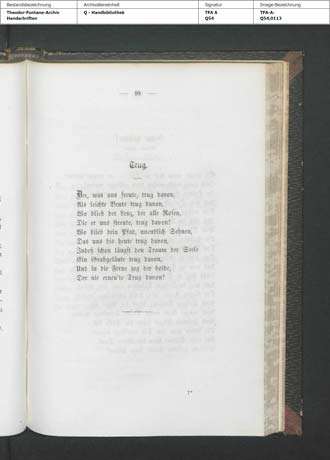 Bestandsbezeichnung Archivalieneinheit Signatur Image-Bezeichnung
Theodor-Fontane-Archiv Q - Handbibliothek TFA A TFA-A-
Handschriften Q54 Q54,0113
— 99 —
Trug.
Der, was uns freute, trug davon,
Als leichte Beute trug davon,
Wo blieb der Lenz, der alle Rosen,
Die er uns streute, trug davon!
Wo blieb dein Pfad, unendlich Sehnen,
Das uns bis heute trug davon,
Indeß schon längst den Traum der Seele
Ein Grabgeläute trug davon,
Und in die Ferne zog der holde,
Der nie erneu'te Trug davon!